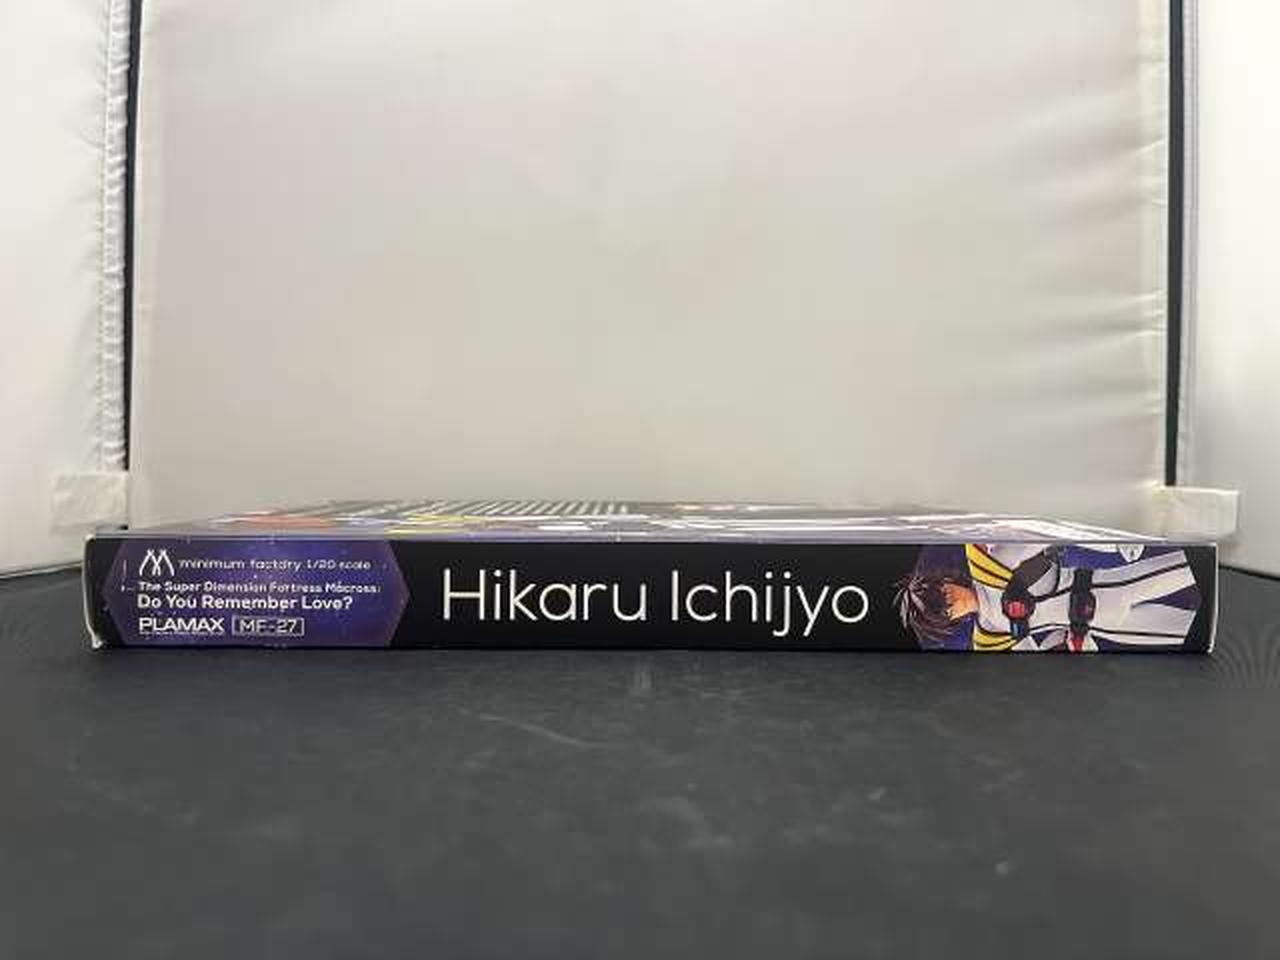 minimum factory 1/20 scale
The Super Dimension Fortress Macross:
Do You Remember Love?
PLAMAX MF-27
Hikaru Ichijyo